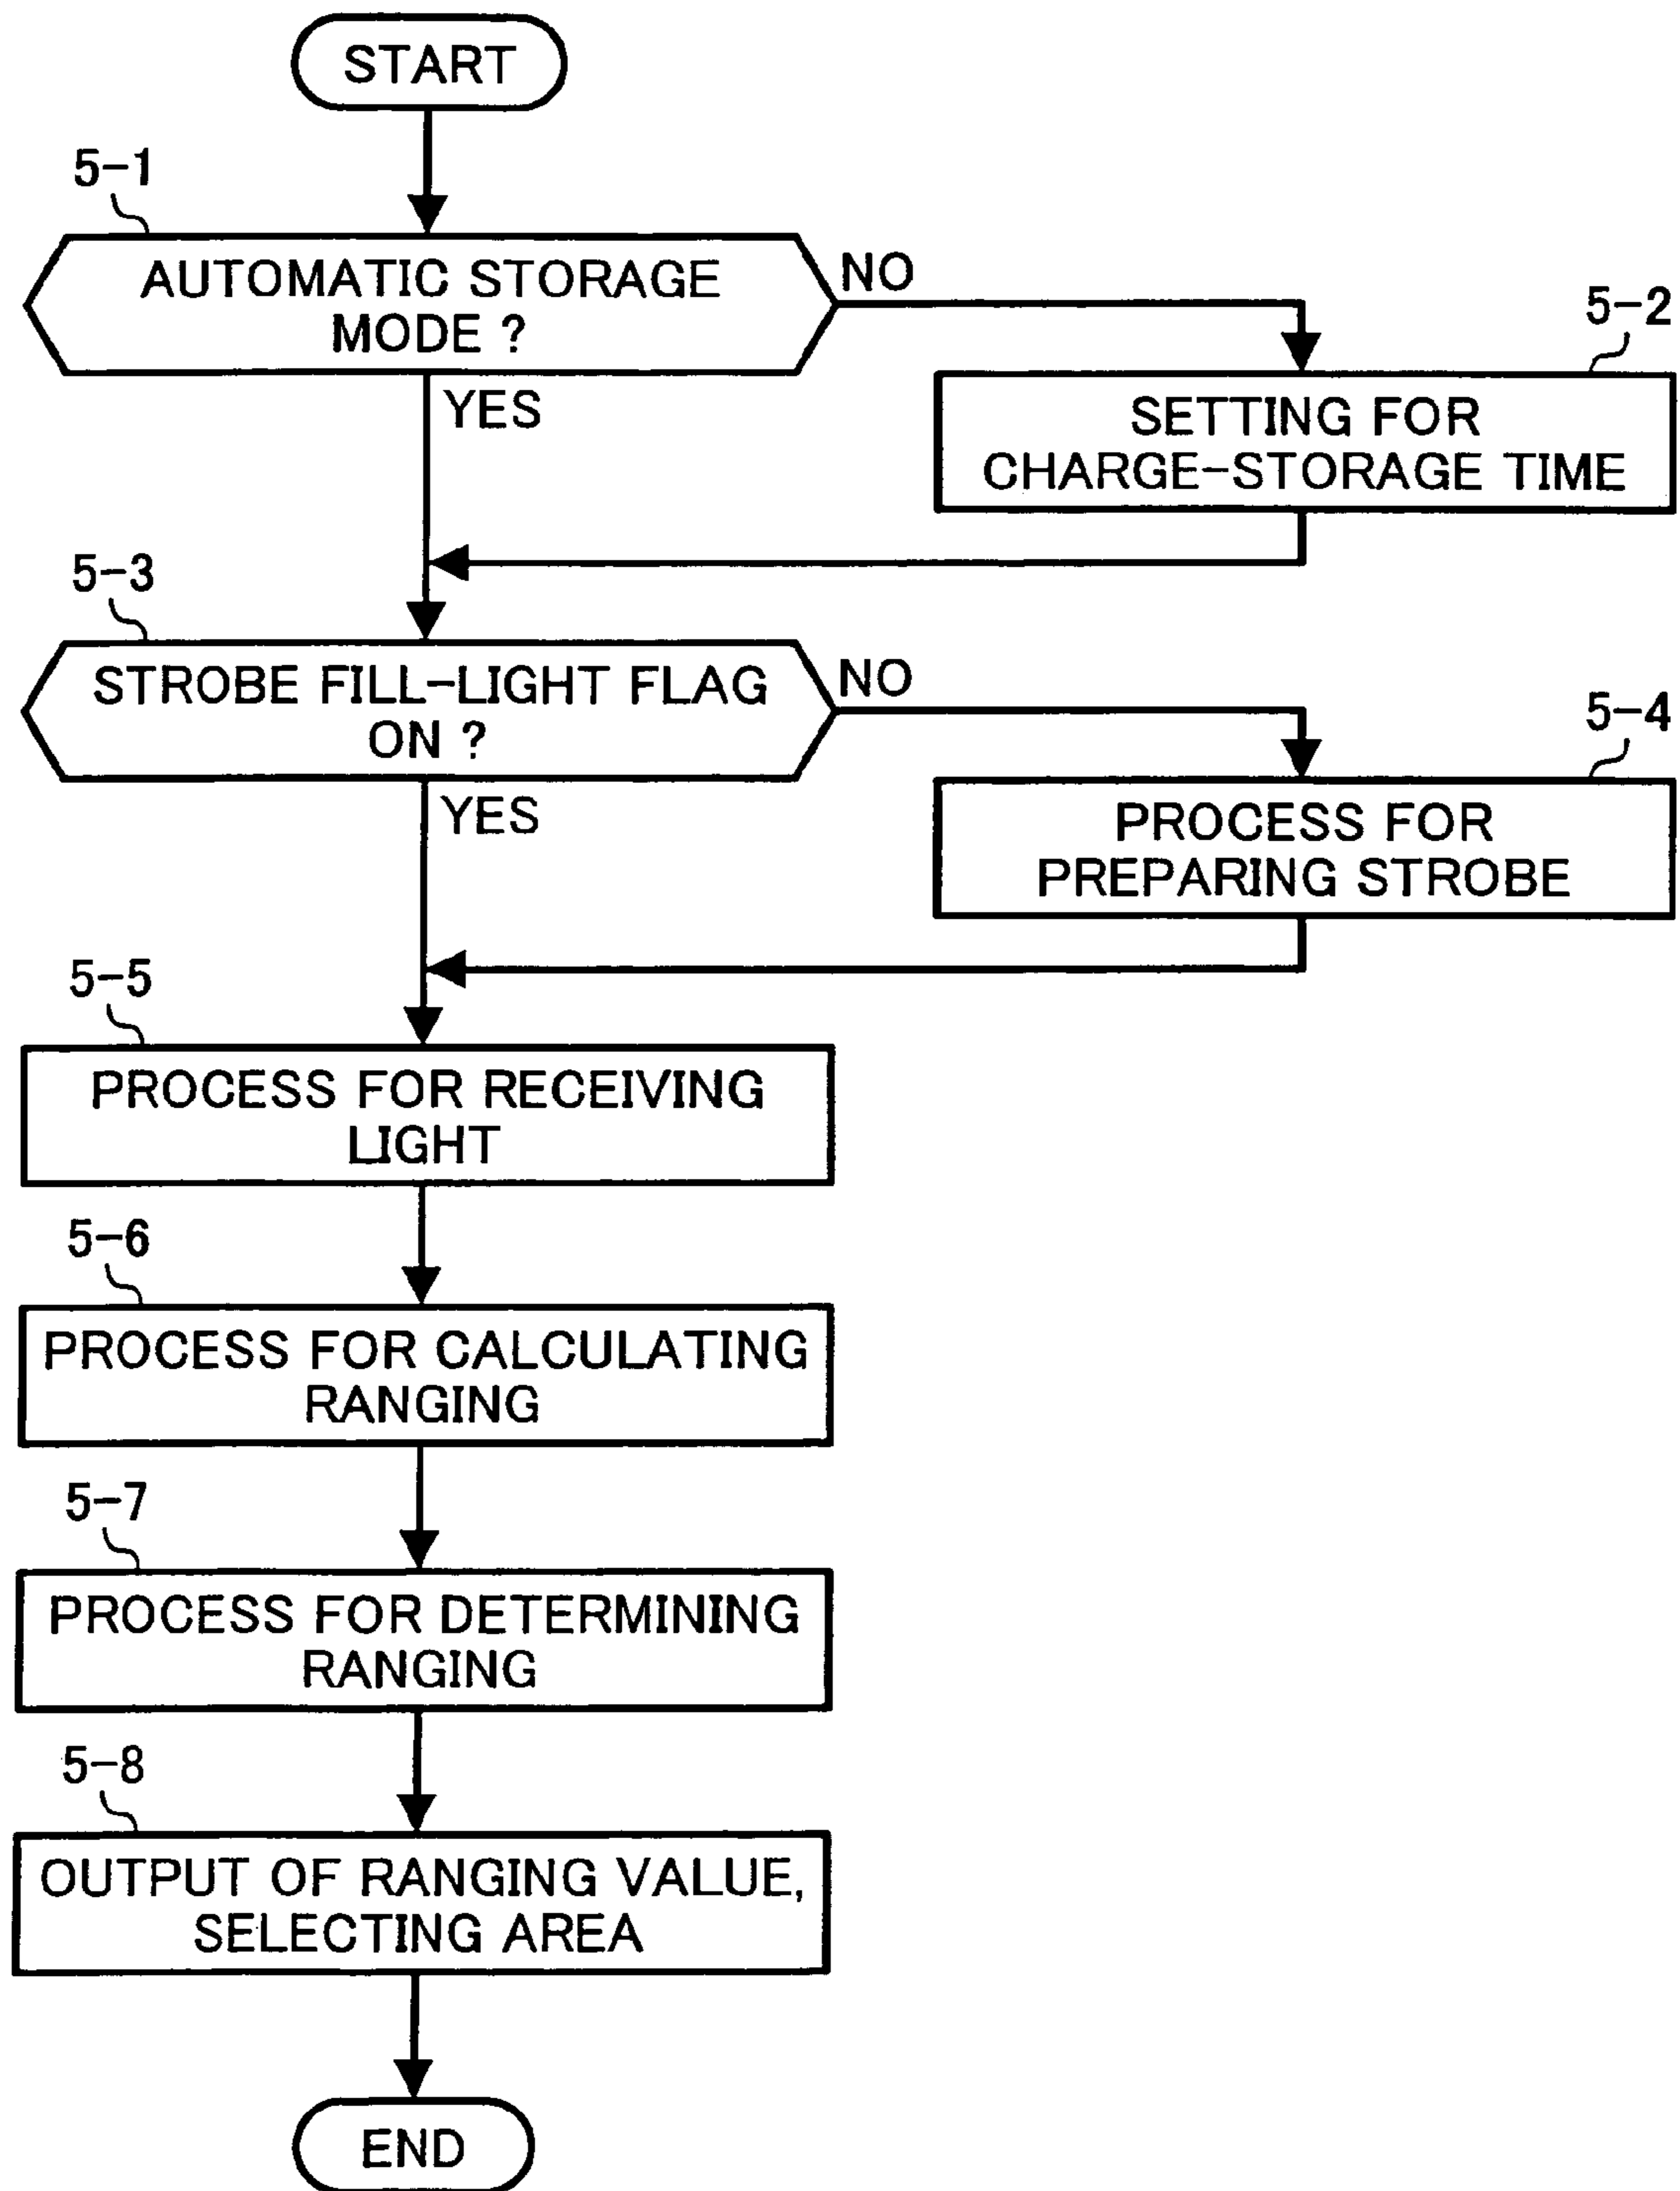 START
5-1
AUTOMATIC STORAGE
MODE ?
NO
YES
5-2
SETTING FOR
CHARGE-STORAGE TIME
5-3
STROBE FILL-LIGHT FLAG
ON ?
NO
YES
5-4
PROCESS FOR
PREPARING STROBE
5-5
PROCESS FOR RECEIVING
LIGHT
5-6
PROCESS FOR CALCULATING
RANGING
5-7
PROCESS FOR DETERMINING
RANGING
5-8
OUTPUT OF RANGING VALUE,
SELECTING AREA
END